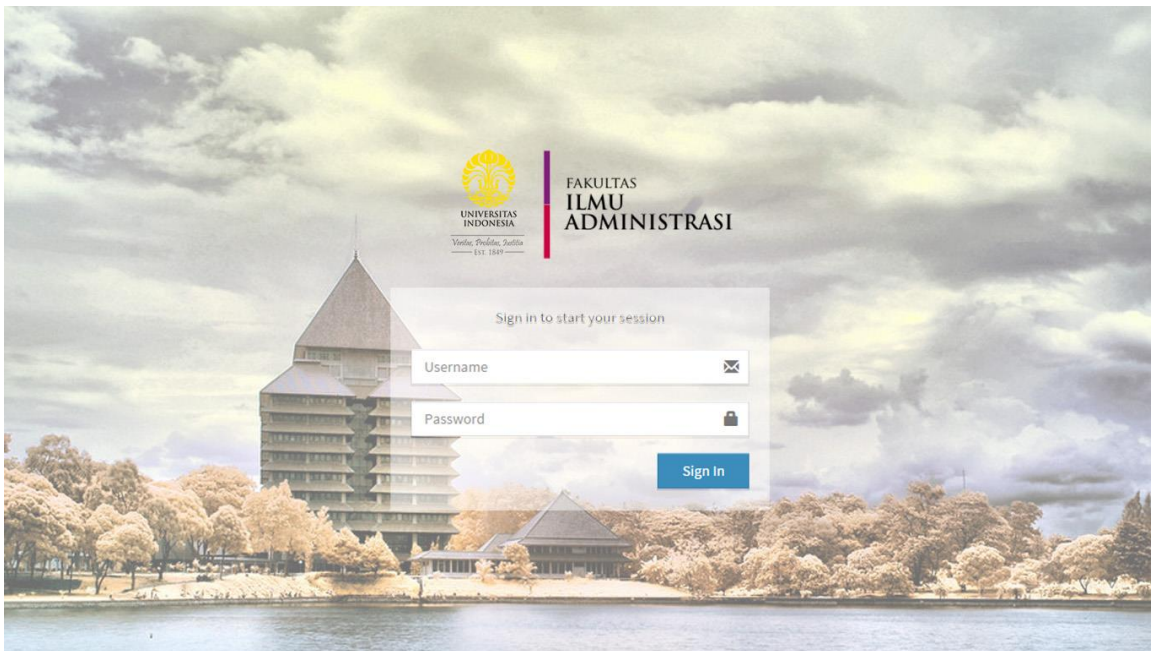 UNIVERSITAS
INDONESIA
Veritas, Probitas, Justitia
EST. 1849
FAKULTAS
ILMU
ADMINISTRASI
Sign in to start your session
Username
Password
Sign In